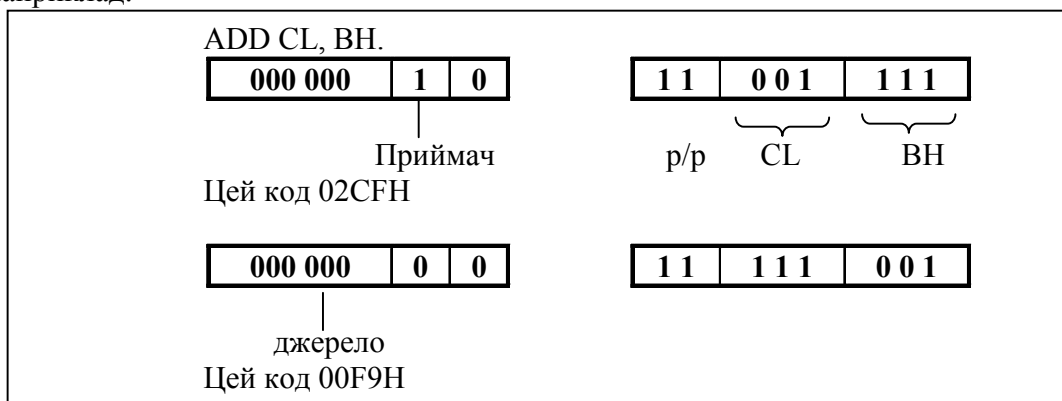 ADD CL, BH.
000 000 1 0 1 1 0 0 1 1 1 1
Приймач р/р CL BH
Цей код 02CFH
000 000 0 0 1 1 1 1 1 0 0 1
джерело
Цей код 00F9H